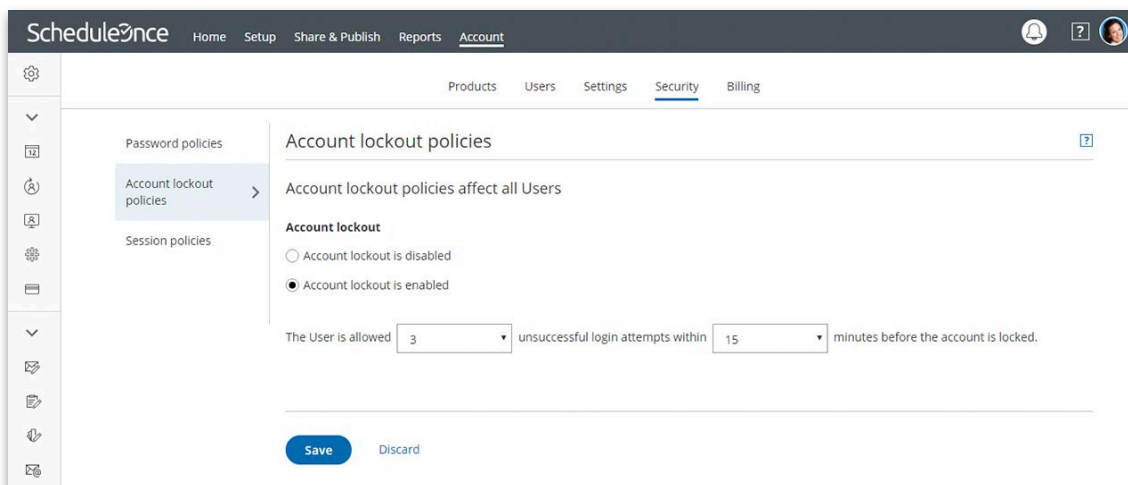 ScheduleOnce Home Setup Share & Publish Reports Account ?
Products Users Settings Security Billing
Password policies
Account lockout
policies
Session policies
Account lockout policies ?
Account lockout policies affect all Users
Account lockout
Account lockout is disabled
Account lockout is enabled
The User is allowed 3 unsuccessful login attempts within 15 minutes before the account is locked.
Save Discard
12